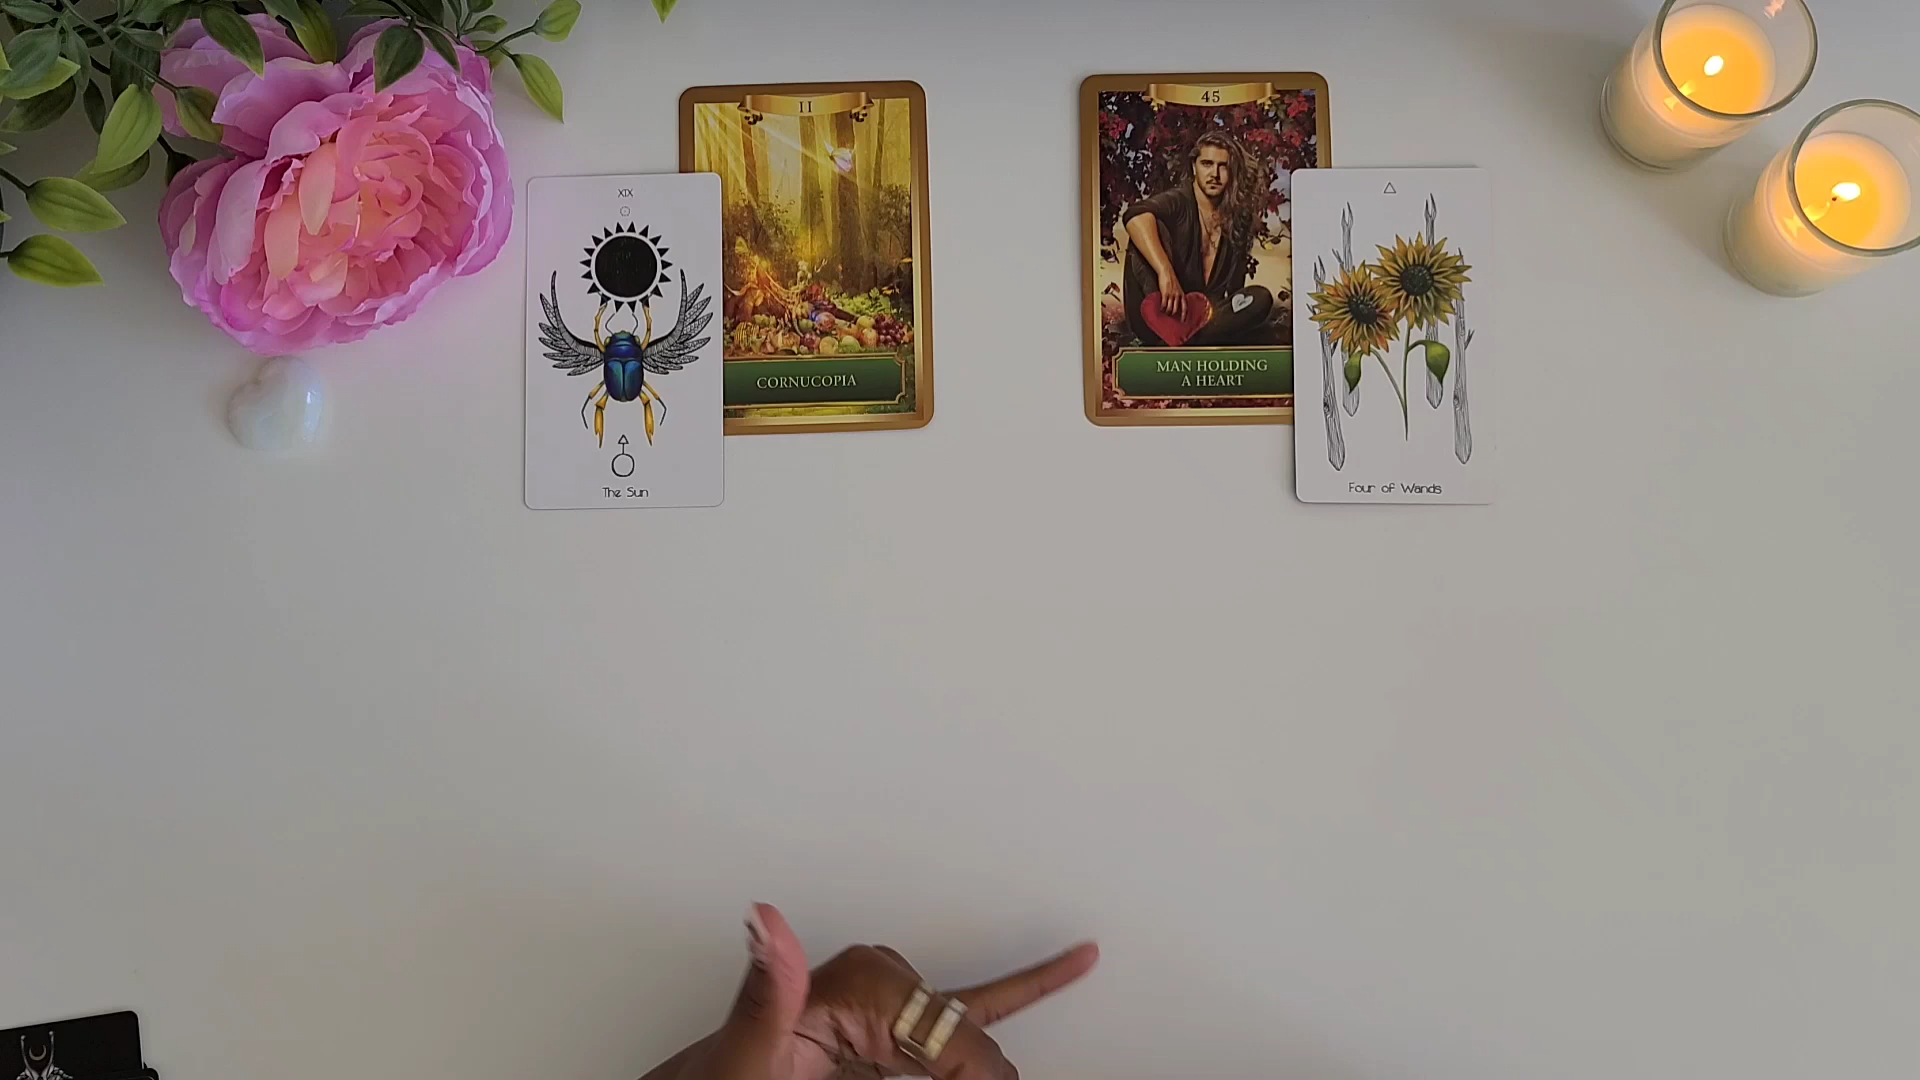 XIX
The Sun
II
CORNUCOPIA
45
MAN HOLDING
A HEART
Four of Wands